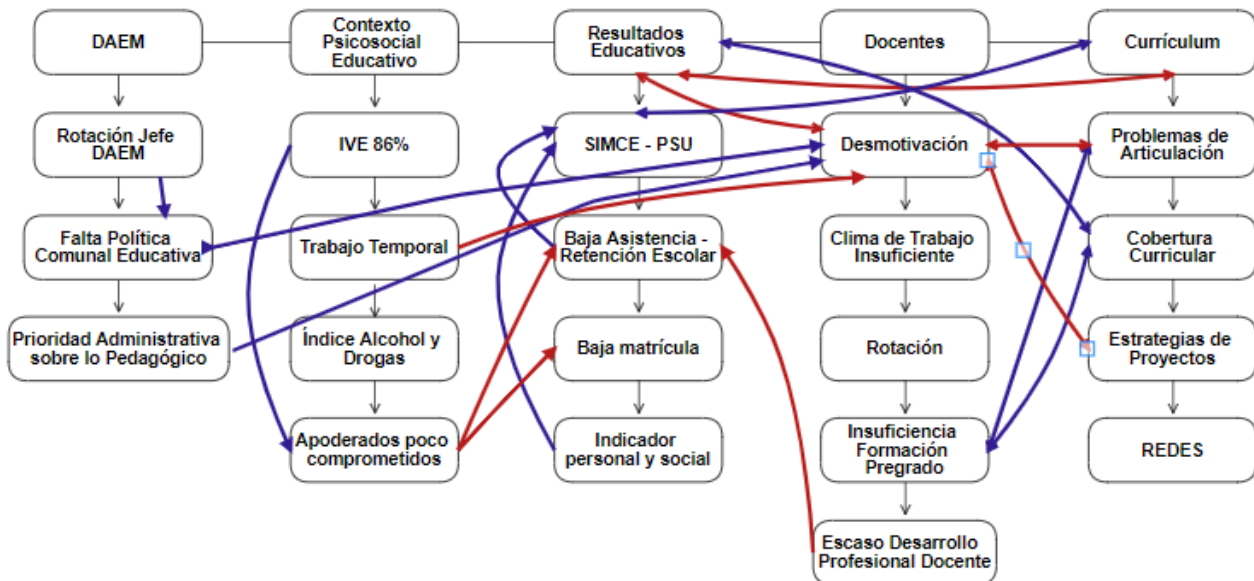 DAEM
Contexto
Psicosocial
Educativo
Resultados
Educativos
Docentes
Currículum
Rotación Jefe
DAEM
IVE 86%
SIMCE - PSU
Desmotivación
Problemas de
Articulación
Falta Política
Comunal Educativa
Trabajo Temporal
Baja Asistencia -
Retención Escolar
Clima de Trabajo
Insuficiente
Cobertura
Curricular
Prioridad Administrativa
sobre lo Pedagógico
Índice Alcohol y
Drogas
Baja matrícula
Rotación
Estrategias de
Proyectos
Apoderados poco
comprometidos
Indicador
personal y social
Insuficiencia
Formación
Pregrado
REDES
Escaso Desarrollo
Profesional Docente